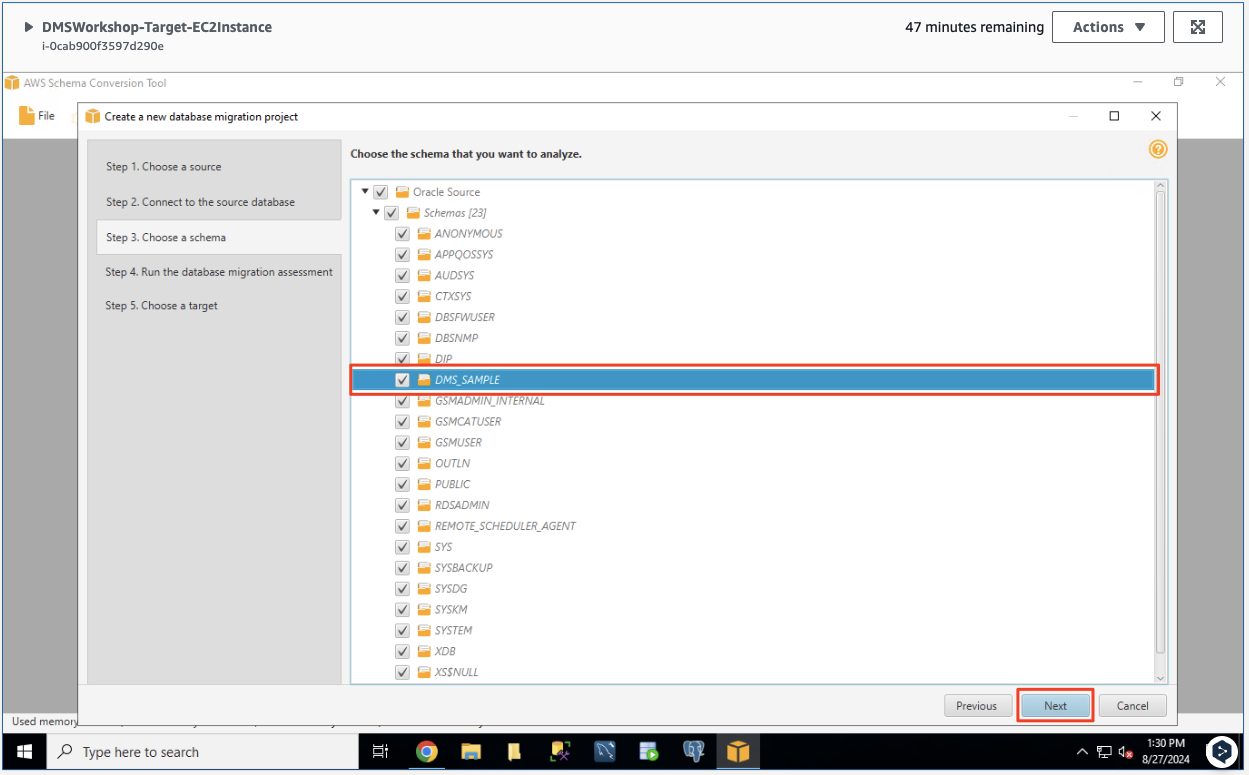 DMSWorkshop-Target-EC2Instance
i-0cab900f3597d290e
47 minutes remaining
Actions
AWS Schema Conversion Tool
File
Create a new database migration project
Step 1. Choose a source
Step 2. Connect to the source database
Step 3. Choose a schema
Step 4. Run the database migration assessment
Step 5. Choose a target
Choose the schema that you want to analyze.
Oracle Source
Schemas [23]
ANONYMOUS
APPQOSSYS
AUDSYS
CTXSYS
DBSFWUSER
DBSNMP
DIP
DMS_SAMPLE
GSMADMIN_INTERNAL
GSMCATUSER
GSMUSER
OUTLN
PUBLIC
RDSADMIN
REMOTE_SCHEDULER_AGENT
SYS
SYSBACKUP
SYSDG
SYSKM
SYSTEM
XDB
XS$NULL
Previous
Next
Cancel
Used memory
Type here to search
1:30 PM
8/27/2024